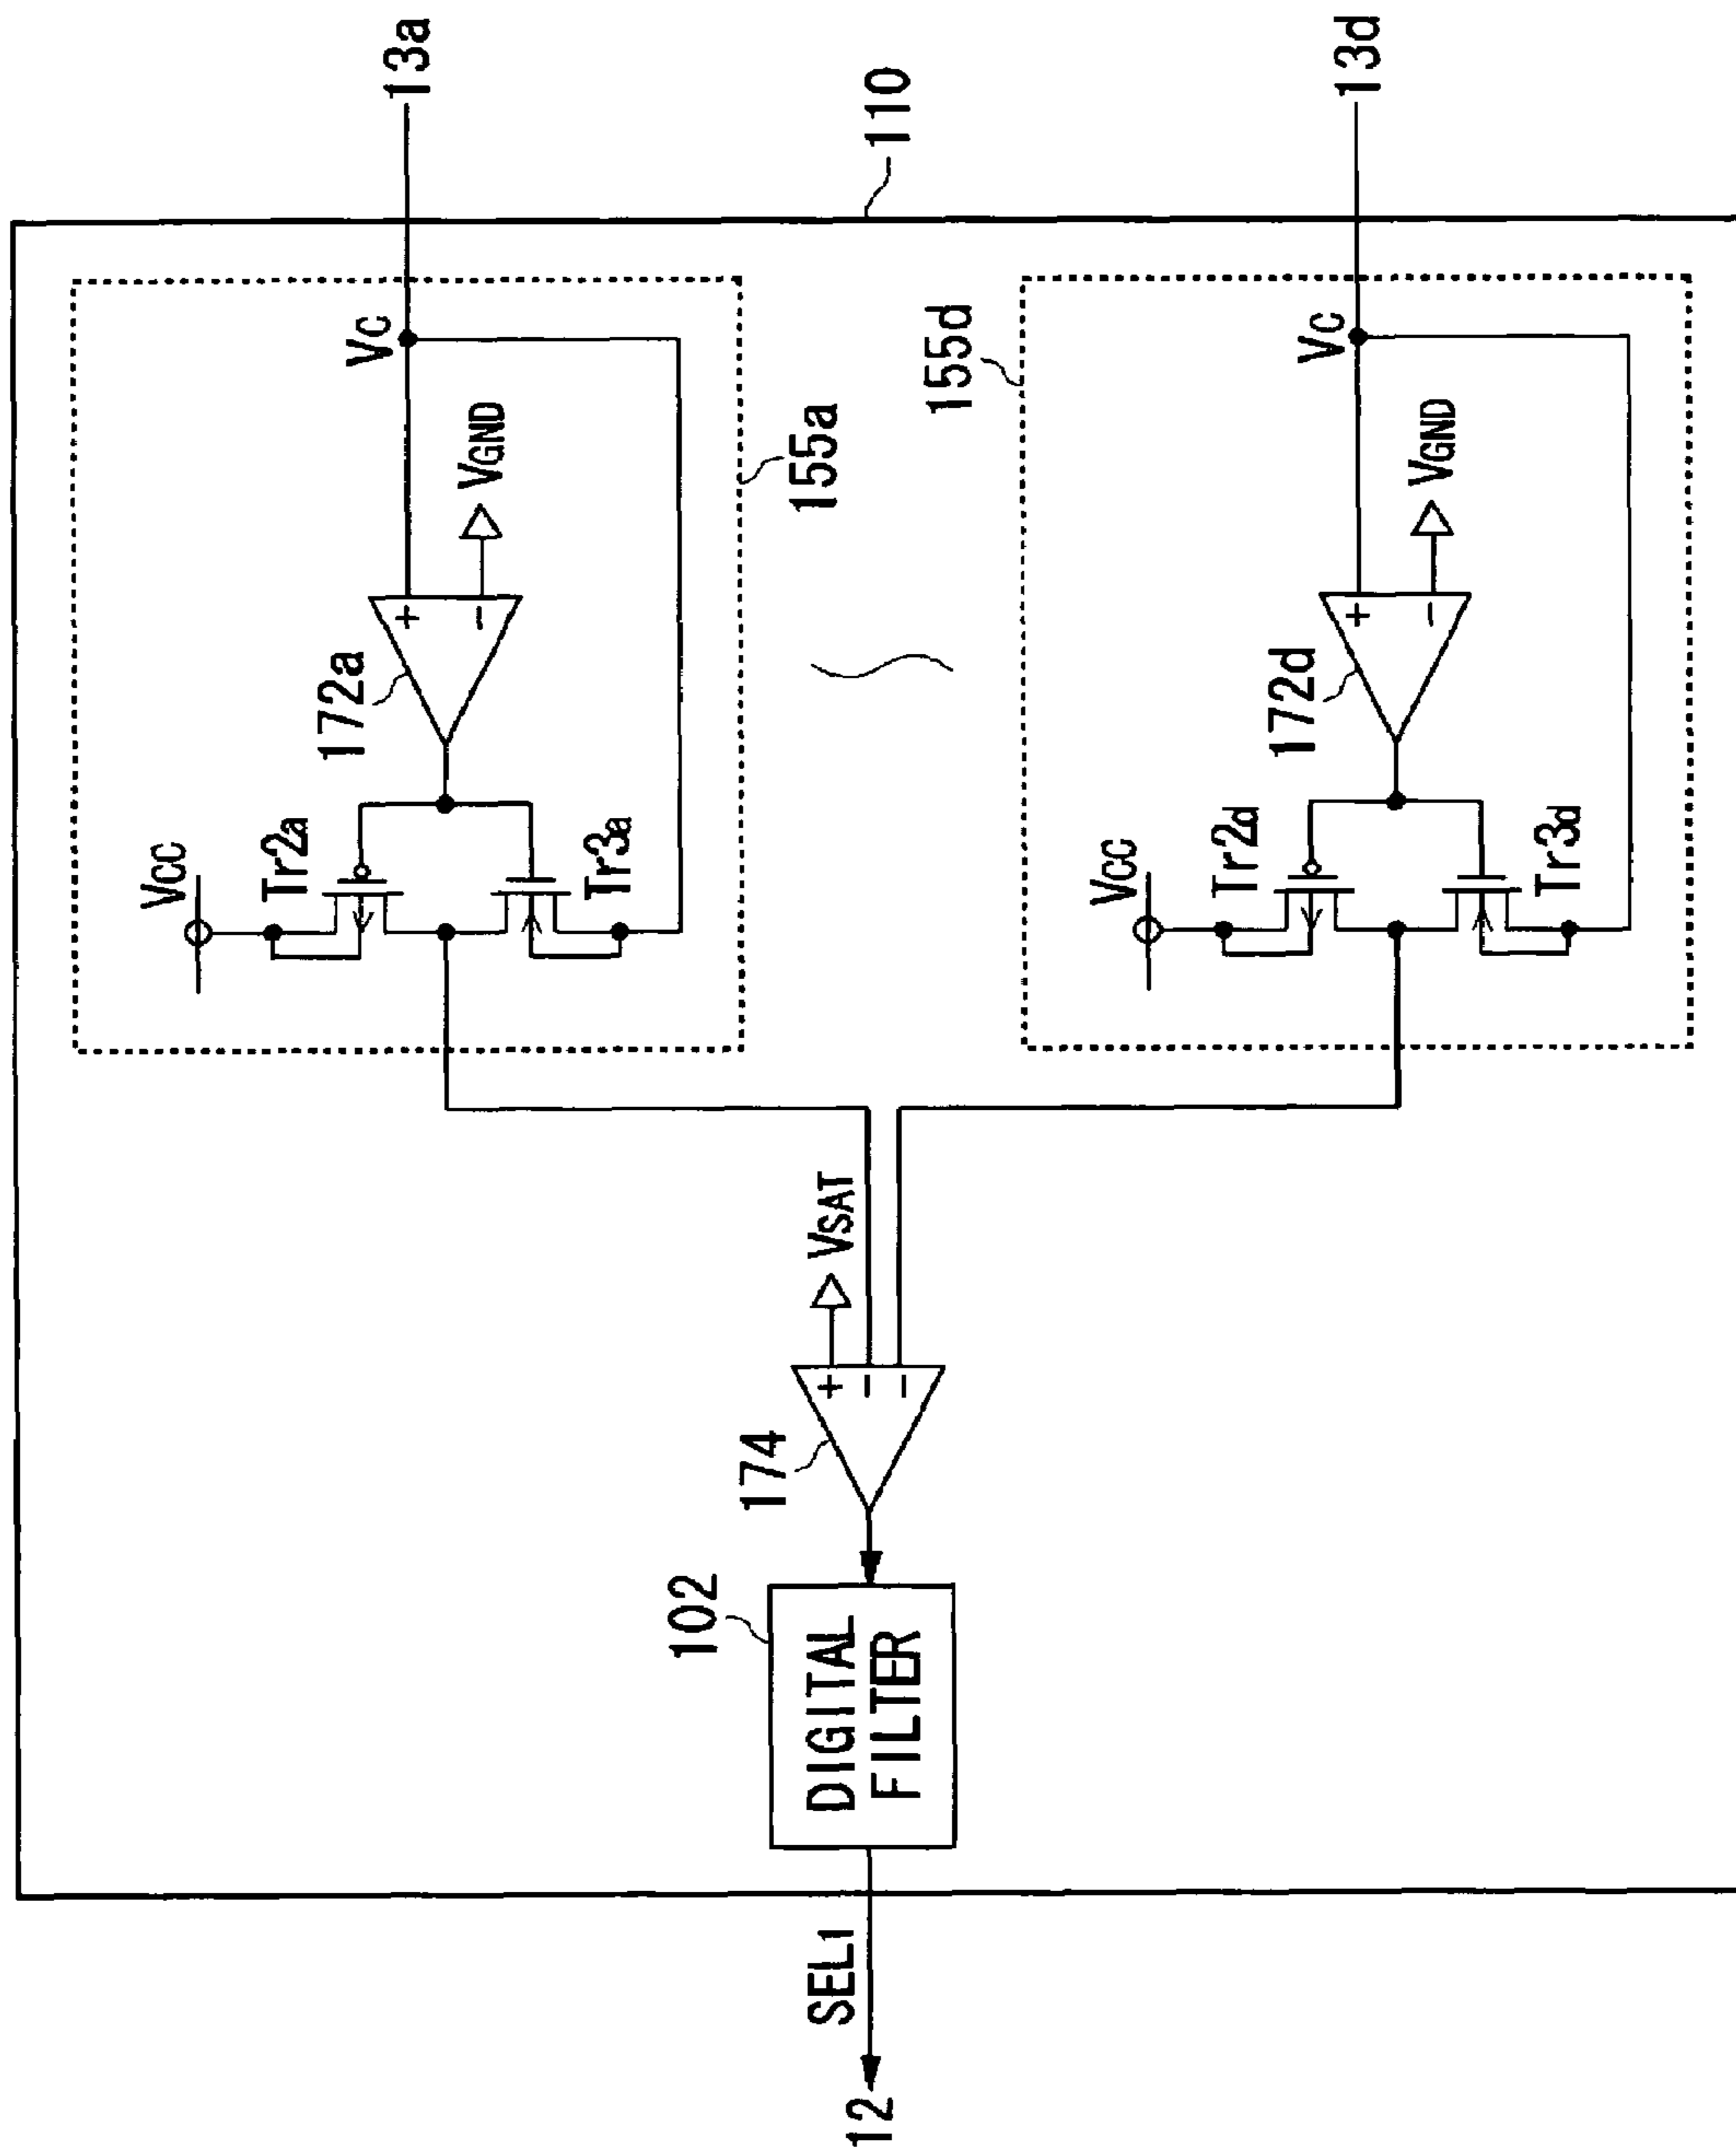 13a
13d
110
VC
VGND
155a
172a
VCC
Tr2a
Tr3a
+
−
VC
VGND
155d
172d
VCC
Tr2d
Tr3d
+
−
VSAT
174
+
−
−
102
DIGITAL
FILTER
SEL1
12